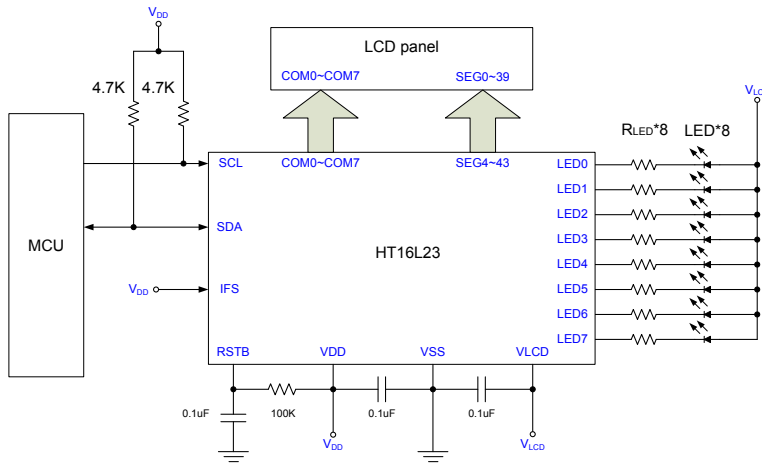 VDD
LCD panel
COM0~COM7 SEG0~39
4.7K 4.7K
VLC
RLED*8 LED*8
SCL COM0~COM7 SEG4~43 LED0
LED1
SDA LED2
MCU HT16L23 LED3
LED4
VDD IFS LED5
LED6
LED7
RSTB VDD VSS VLCD
0.1uF 100K 0.1uF 0.1uF
VDD VLCD